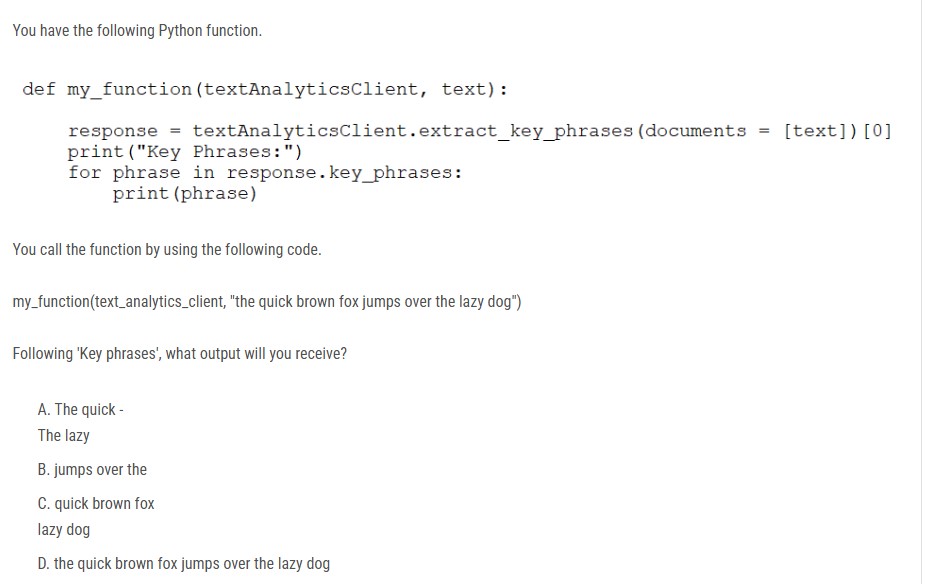 You have the following Python function.
def my_function(textAnalyticsClient, text):
response = textAnalyticsClient.extract_key_phrases(documents = [text])[0]
print("Key Phrases:")
for phrase in response.key_phrases:
print(phrase)
You call the function by using the following code.
my_function(text_analytics_client, "the quick brown fox jumps over the lazy dog")
Following 'Key phrases', what output will you receive?
A. The quick -
The lazy
B. jumps over the
C. quick brown fox
lazy dog
D. the quick brown fox jumps over the lazy dog